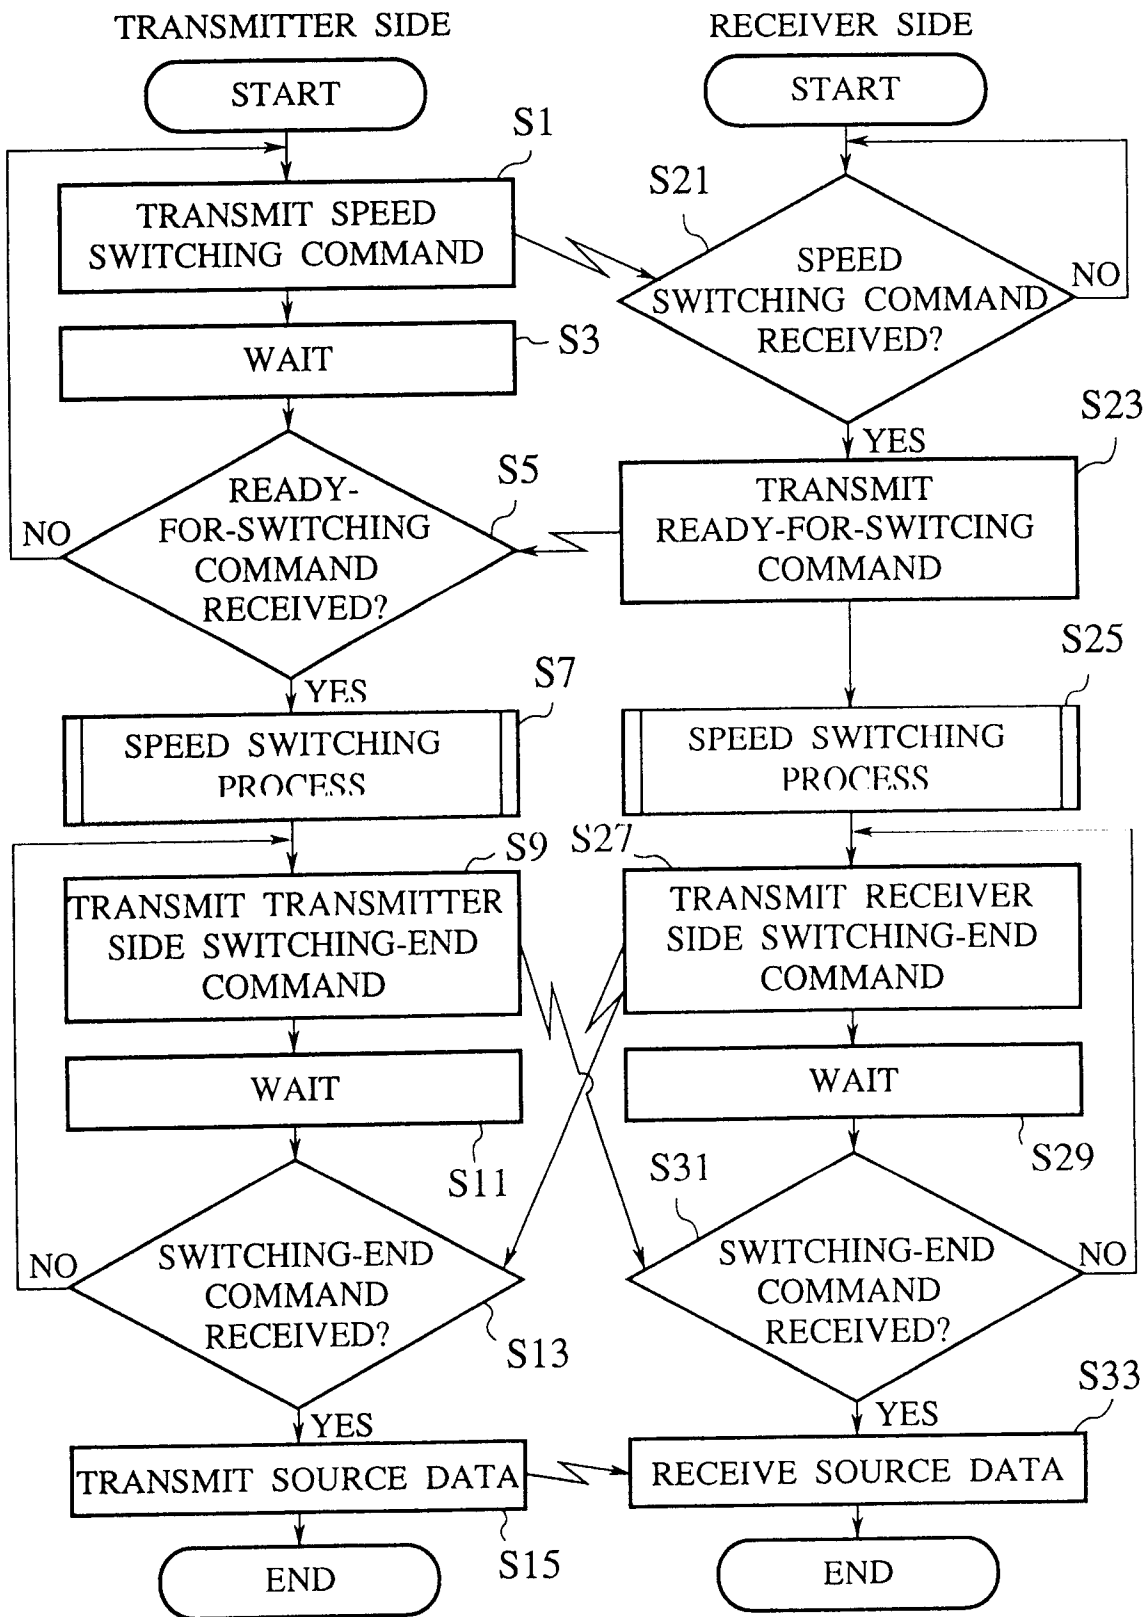 TRANSMITTER SIDE
START
S1
TRANSMIT SPEED
SWITCHING COMMAND
S3
WAIT
S5
READY-
FOR-SWITCHING
COMMAND
RECEIVED?
NO
YES
S7
SPEED SWITCHING
PROCESS
S9
TRANSMIT TRANSMITTER
SIDE SWITCHING-END
COMMAND
WAIT
S11
SWITCHING-END
COMMAND
RECEIVED?
NO
S13
YES
TRANSMIT SOURCE DATA
S15
END
RECEIVER SIDE
START
S21
SPEED
SWITCHING COMMAND
RECEIVED?
NO
YES
S23
TRANSMIT
READY-FOR-SWITCING
COMMAND
S25
SPEED SWITCHING
PROCESS
S27
TRANSMIT RECEIVER
SIDE SWITCHING-END
COMMAND
WAIT
S29
S31
SWITCHING-END
COMMAND
RECEIVED?
NO
YES
S33
RECEIVE SOURCE DATA
END